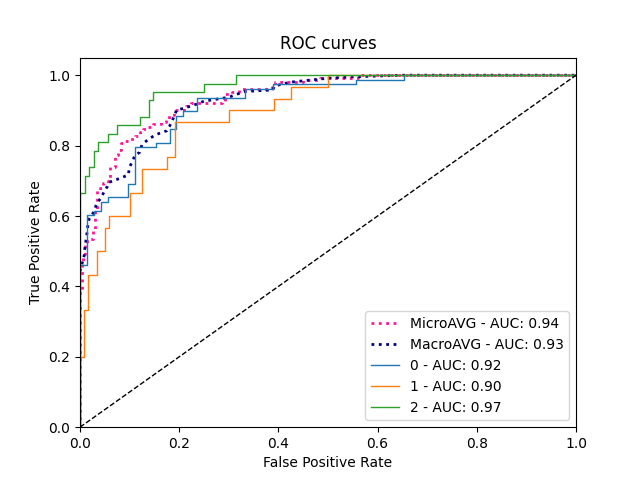 ROC curves
True Positive Rate
1.0
0.8
0.6
0.4
0.2
0.0
0.0 0.2 0.4 0.6 0.8 1.0
False Positive Rate
MicroAVG - AUC: 0.94
MacroAVG - AUC: 0.93
0 - AUC: 0.92
1 - AUC: 0.90
2 - AUC: 0.97